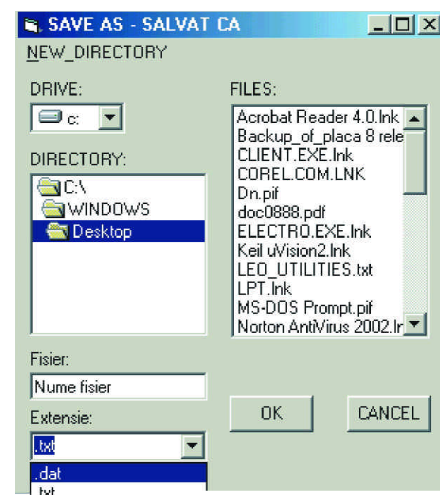 SAVE AS - SALVAT CA
NEW_DIRECTORY
DRIVE:
c:
DIRECTORY:
C:\
WINDOWS
Desktop
FILES:
Acrobat Reader 4.0.lnk
Backup_of_placa 8 rele
CLIENT.EXE.lnk
COREL.COM.LNK
Dn.pif
doc0888.pdf
ELECTRO.EXE.lnk
Keil uVision2.lnk
LEO_UTILITIES.txt
LPT.lnk
MS-DOS Prompt.pif
Norton AntiVirus 2002.lr
Fisier:
Nume fisier
Extensie:
.txt
.dat
.txt
OK
CANCEL